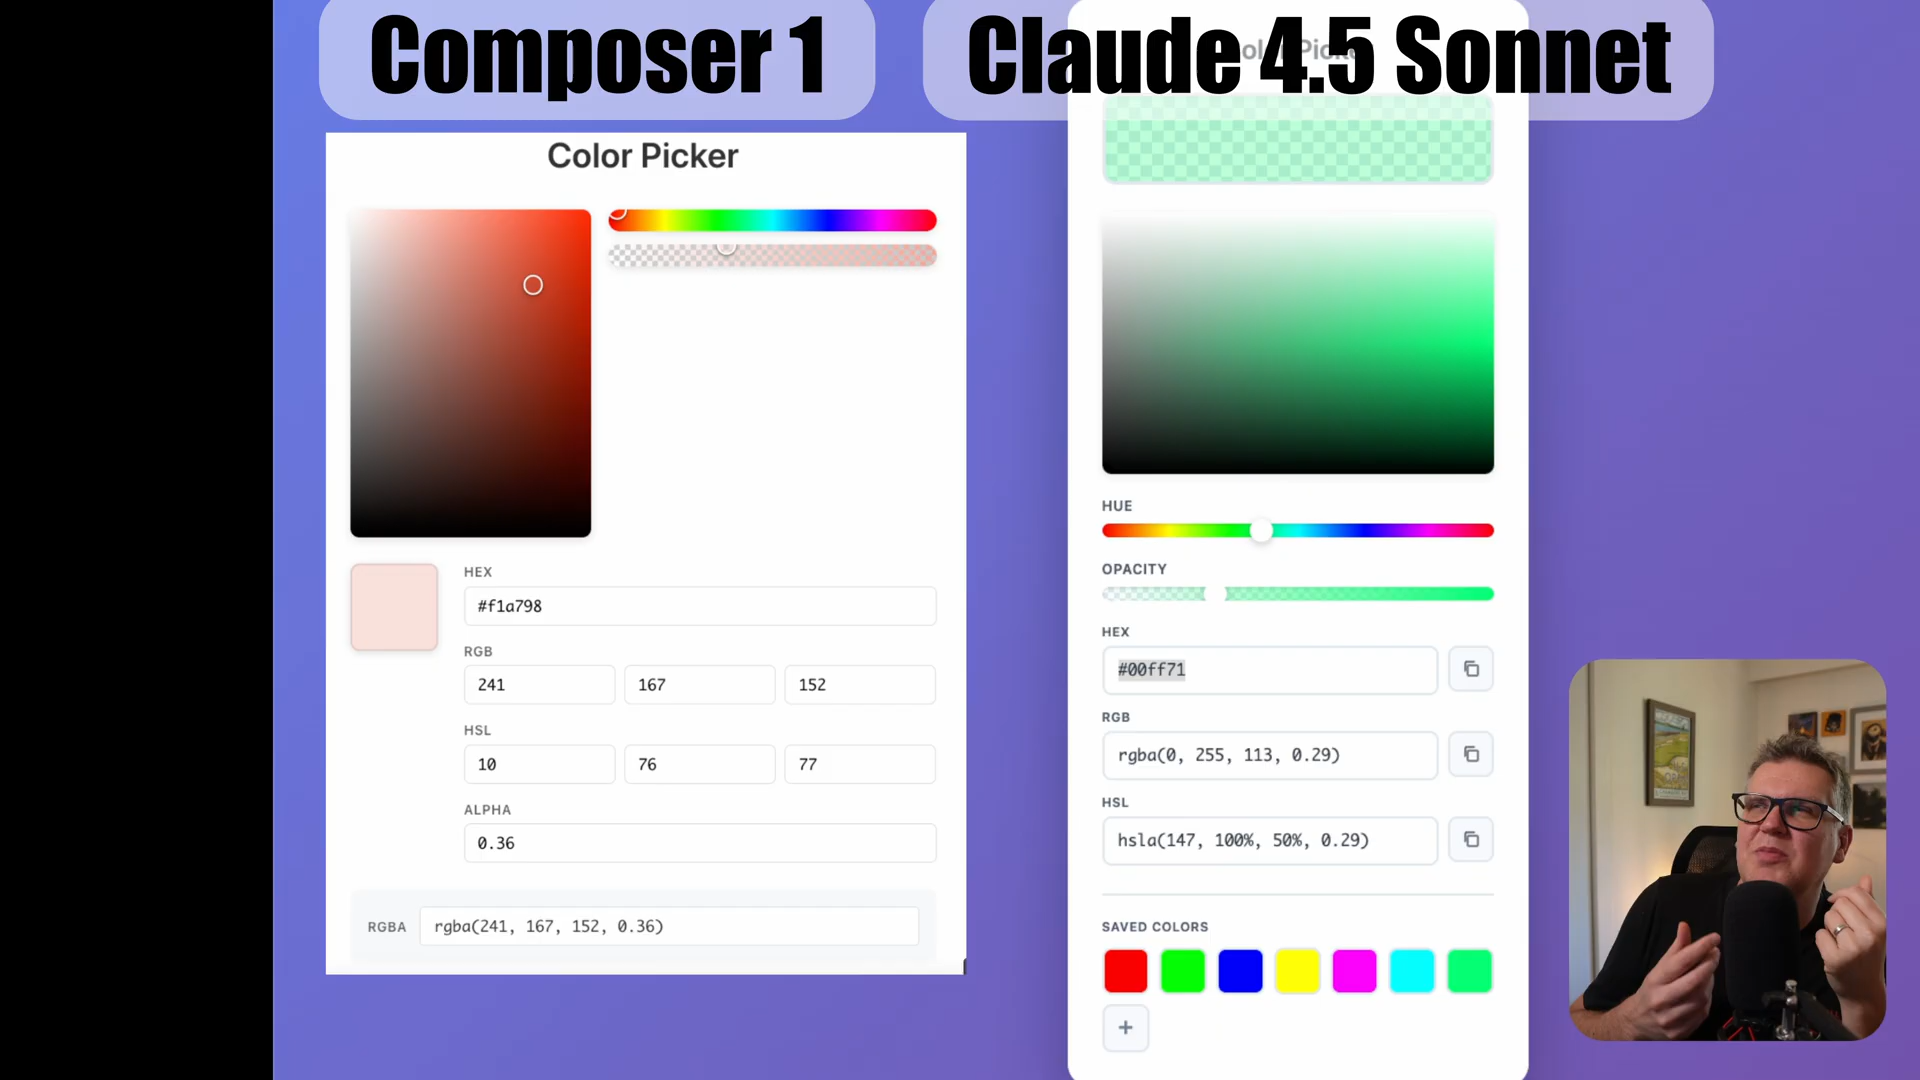 Composer 1
Claude 4.5 Sonnet
Color Picker
HEX
#f1a798
RGB
241
167
152
HSL
10
76
77
ALPHA
0.36
RGBA
rgba(241, 167, 152, 0.36)
HUE
OPACITY
HEX
#00ff71
RGB
rgba(0, 255, 113, 0.29)
HSL
hsla(147, 100%, 50%, 0.29)
SAVED COLORS
+